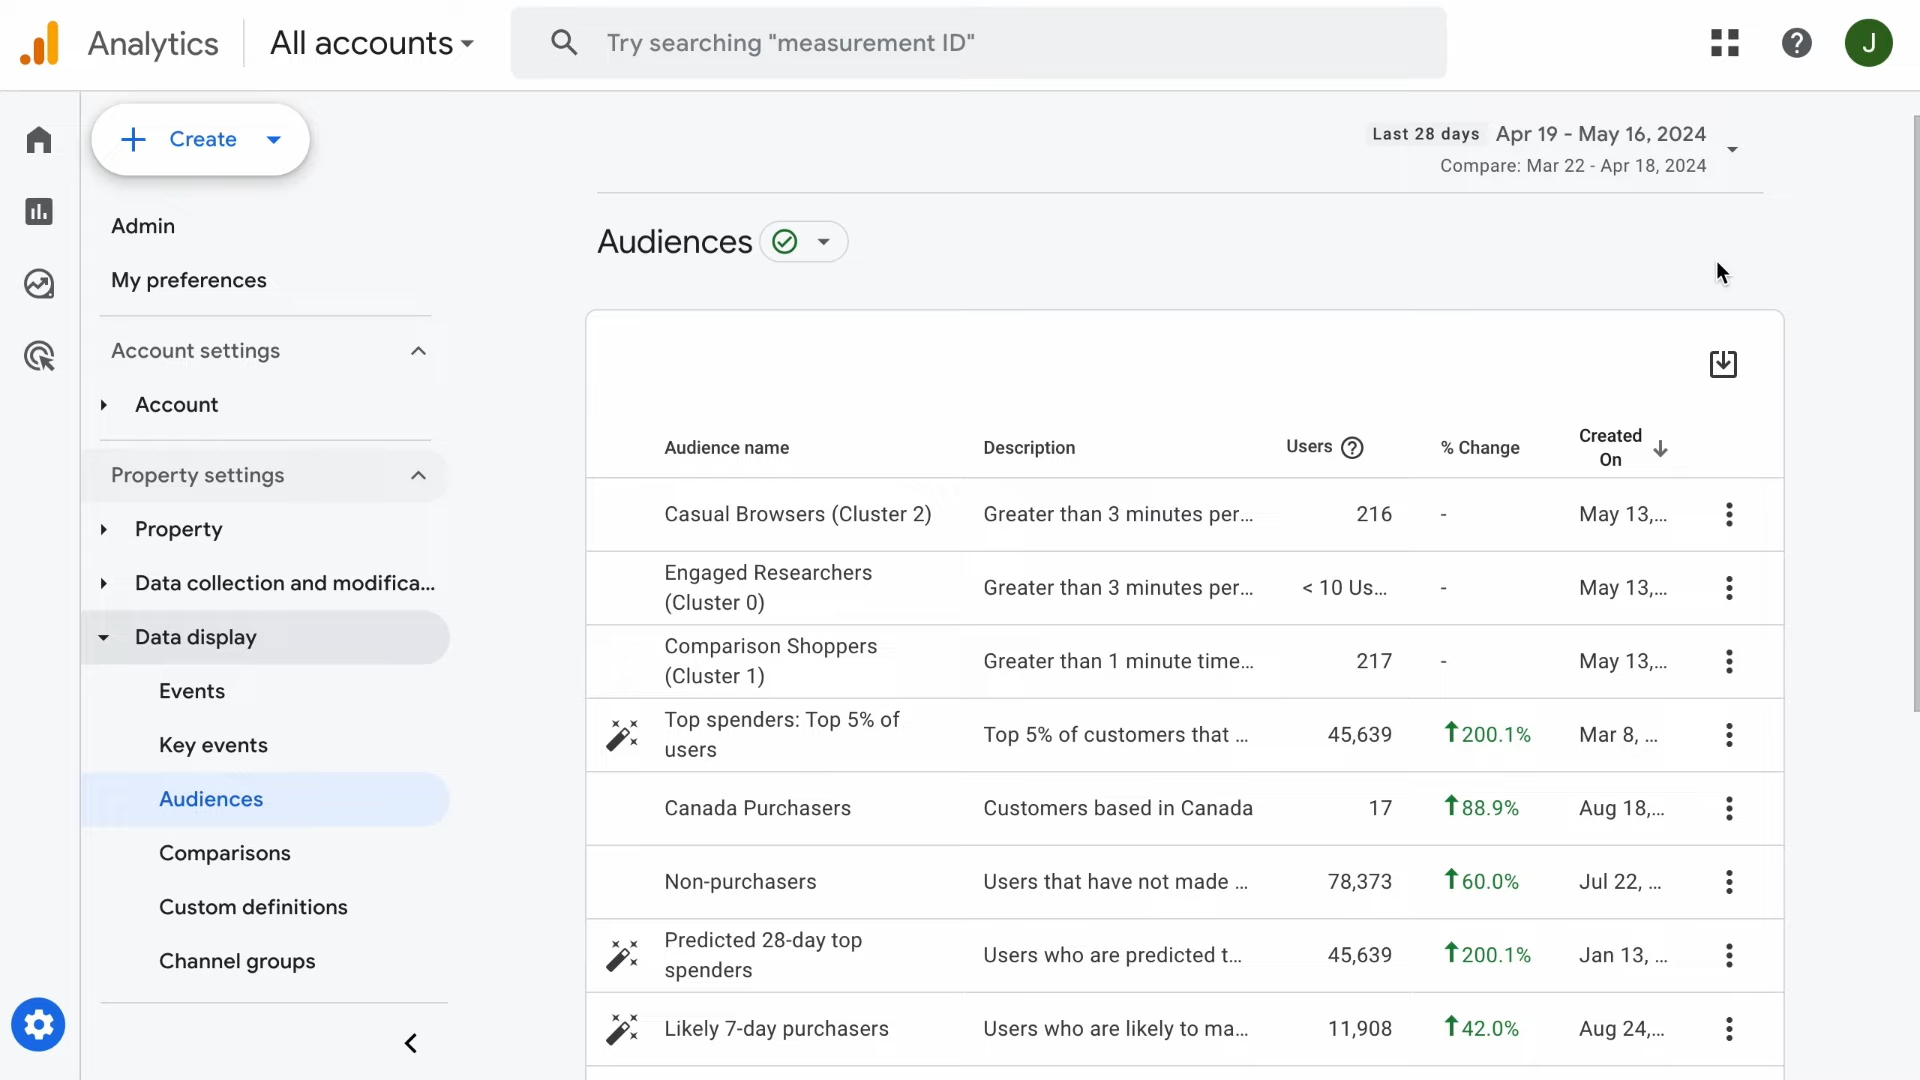 Analytics
All accounts
Try searching "measurement ID"
J
Create
Last 28 days Apr 19 - May 16, 2024
Compare: Mar 22 - Apr 18, 2024
Admin
My preferences
Account settings
Account
Property settings
Property
Data collection and modifica...
Data display
Events
Key events
Audiences
Comparisons
Custom definitions
Channel groups
Audiences
Audience name Description Users % Change Created On
Casual Browsers (Cluster 2) Greater than 3 minutes per... 216 - May 13,...
Engaged Researchers
(Cluster 0) Greater than 3 minutes per... < 10 Us... - May 13,...
Comparison Shoppers
(Cluster 1) Greater than 1 minute time... 217 - May 13,...
Top spenders: Top 5% of
users Top 5% of customers that ... 45,639 200.1% Mar 8, ...
Canada Purchasers Customers based in Canada 17 88.9% Aug 18,...
Non-purchasers Users that have not made ... 78,373 60.0% Jul 22, ...
Predicted 28-day top
spenders Users who are predicted t... 45,639 200.1% Jan 13, ...
Likely 7-day purchasers Users who are likely to ma... 11,908 42.0% Aug 24,...